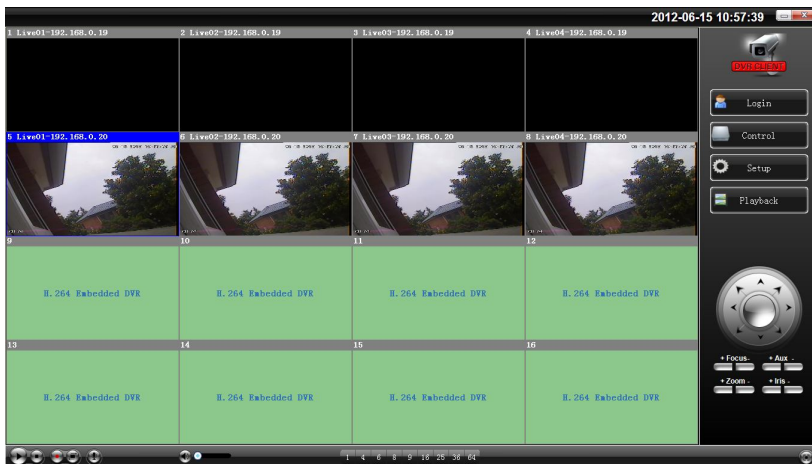 2012-06-15 10:57:39
1 Live01-192.168.0.19
2 Live02-192.168.0.19
3 Live03-192.168.0.19
4 Live04-192.168.0.19
DVR CLIENT
Login
Control
5 Live01-192.168.0.20
6 Live02-192.168.0.20
7 Live03-192.168.0.20
8 Live04-192.168.0.20
Setup
Playback
9
10
11
12
H.264 Embedded DVR
H.264 Embedded DVR
H.264 Embedded DVR
H.264 Embedded DVR
13
14
15
16
H.264 Embedded DVR
H.264 Embedded DVR
H.264 Embedded DVR
H.264 Embedded DVR
+ Focus-
+ Aux -
+ Zoom -
+ Iris -
1 4 6 8 9 16 25 36 64